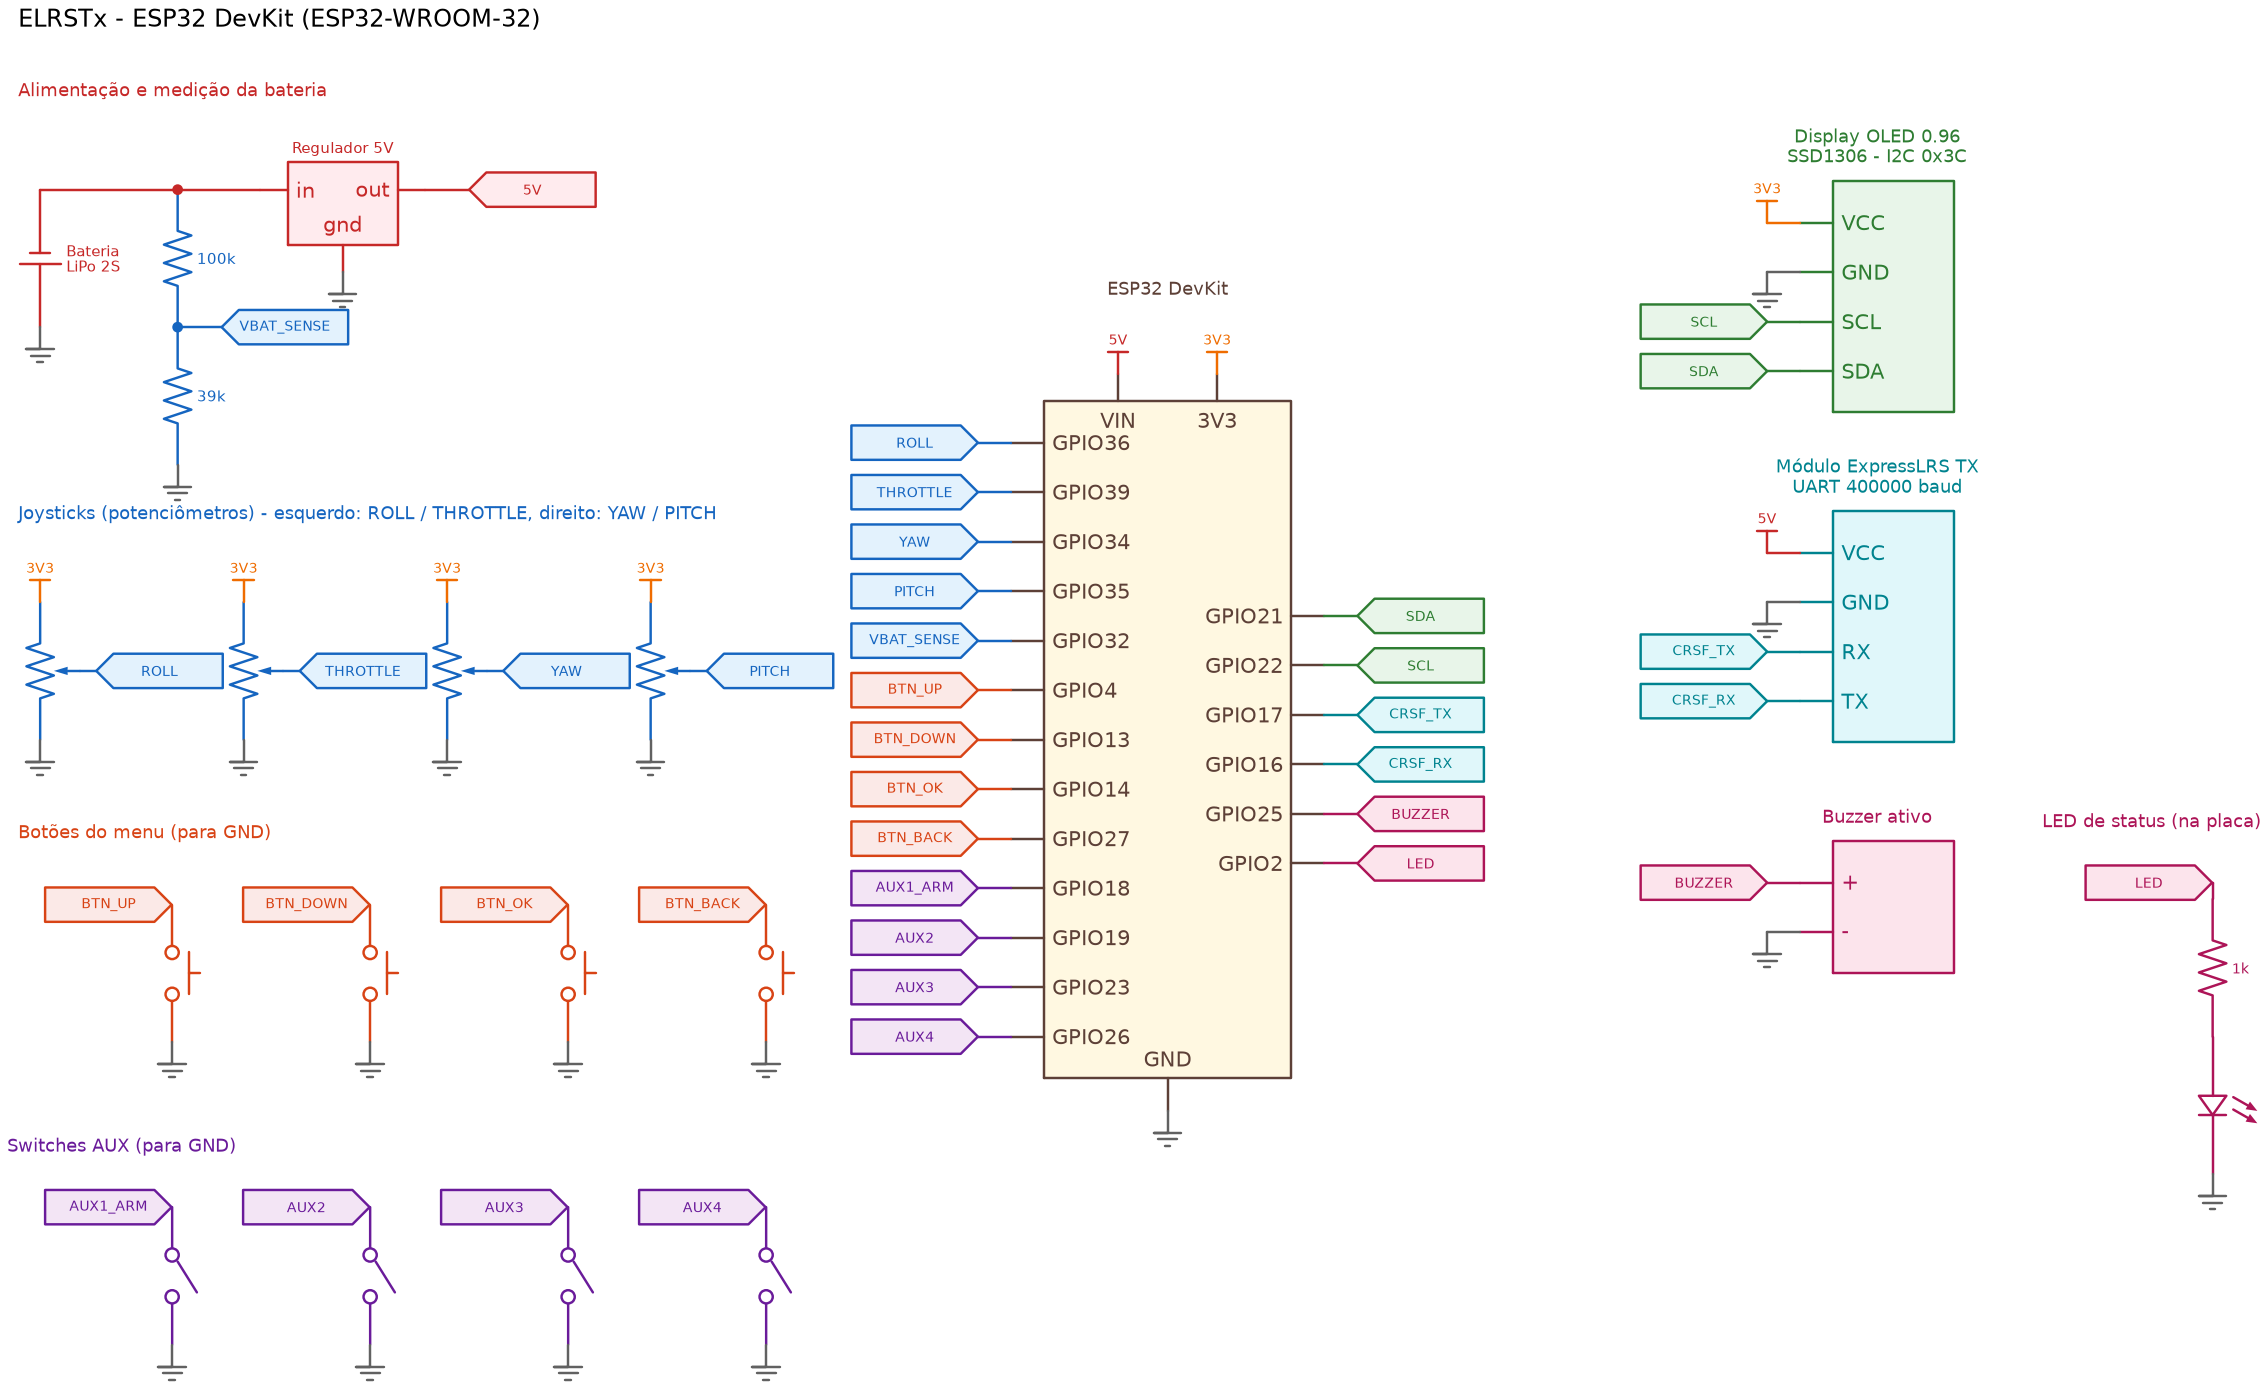 ELRSTx - ESP32 DevKit (ESP32-WROOM-32)
Alimentação e medição da bateria
Regulador 5V
in
out
gnd
5V
Bateria
LiPo 2S
100k
VBAT_SENSE
39k
Joysticks (potenciômetros) - esquerdo: ROLL / THROTTLE, direito: YAW / PITCH
3V3
3V3
3V3
3V3
ROLL
THROTTLE
YAW
PITCH
Botões do menu (para GND)
BTN_UP
BTN_DOWN
BTN_OK
BTN_BACK
Switches AUX (para GND)
AUX1_ARM
AUX2
AUX3
AUX4
ESP32 DevKit
5V
3V3
VIN
3V3
ROLL
GPIO36
THROTTLE
GPIO39
YAW
GPIO34
PITCH
GPIO35
VBAT_SENSE
GPIO32
BTN_UP
GPIO4
BTN_DOWN
GPIO13
BTN_OK
GPIO14
BTN_BACK
GPIO27
AUX1_ARM
GPIO18
AUX2
GPIO19
AUX3
GPIO23
AUX4
GPIO26
GND
GPIO21
SDA
GPIO22
SCL
GPIO17
CRSF_TX
GPIO16
CRSF_RX
GPIO25
BUZZER
GPIO2
LED
Display OLED 0.96
SSD1306 - I2C 0x3C
3V3
VCC
GND
SCL
SCL
SDA
SDA
Módulo ExpressLRS TX
UART 400000 baud
5V
VCC
GND
CRSF_TX
RX
CRSF_RX
TX
Buzzer ativo
BUZZER
+
-
LED de status (na placa)
LED
1k